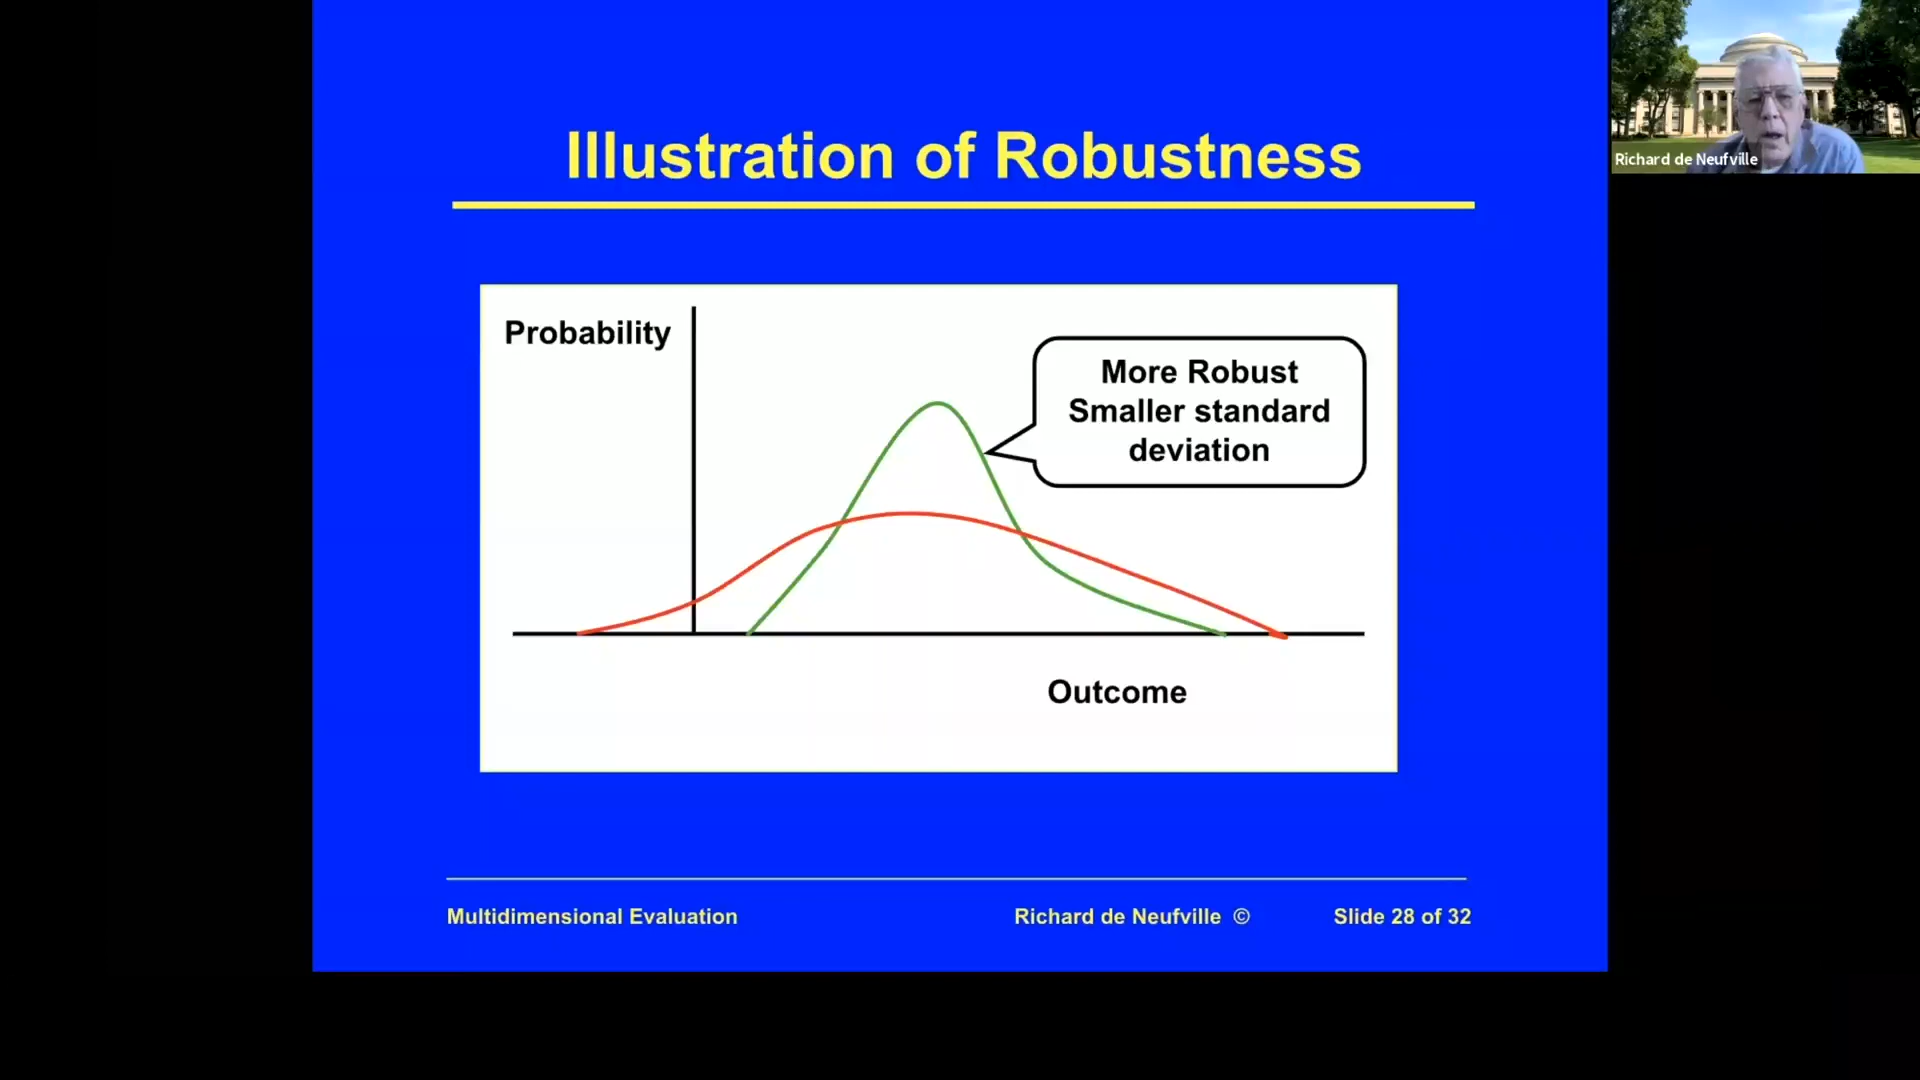 Illustration of Robustness
Richard de Neufville
Probability
More Robust
Smaller standard
deviation
Outcome
Multidimensional Evaluation
Richard de Neufville ©
Slide 28 of 32